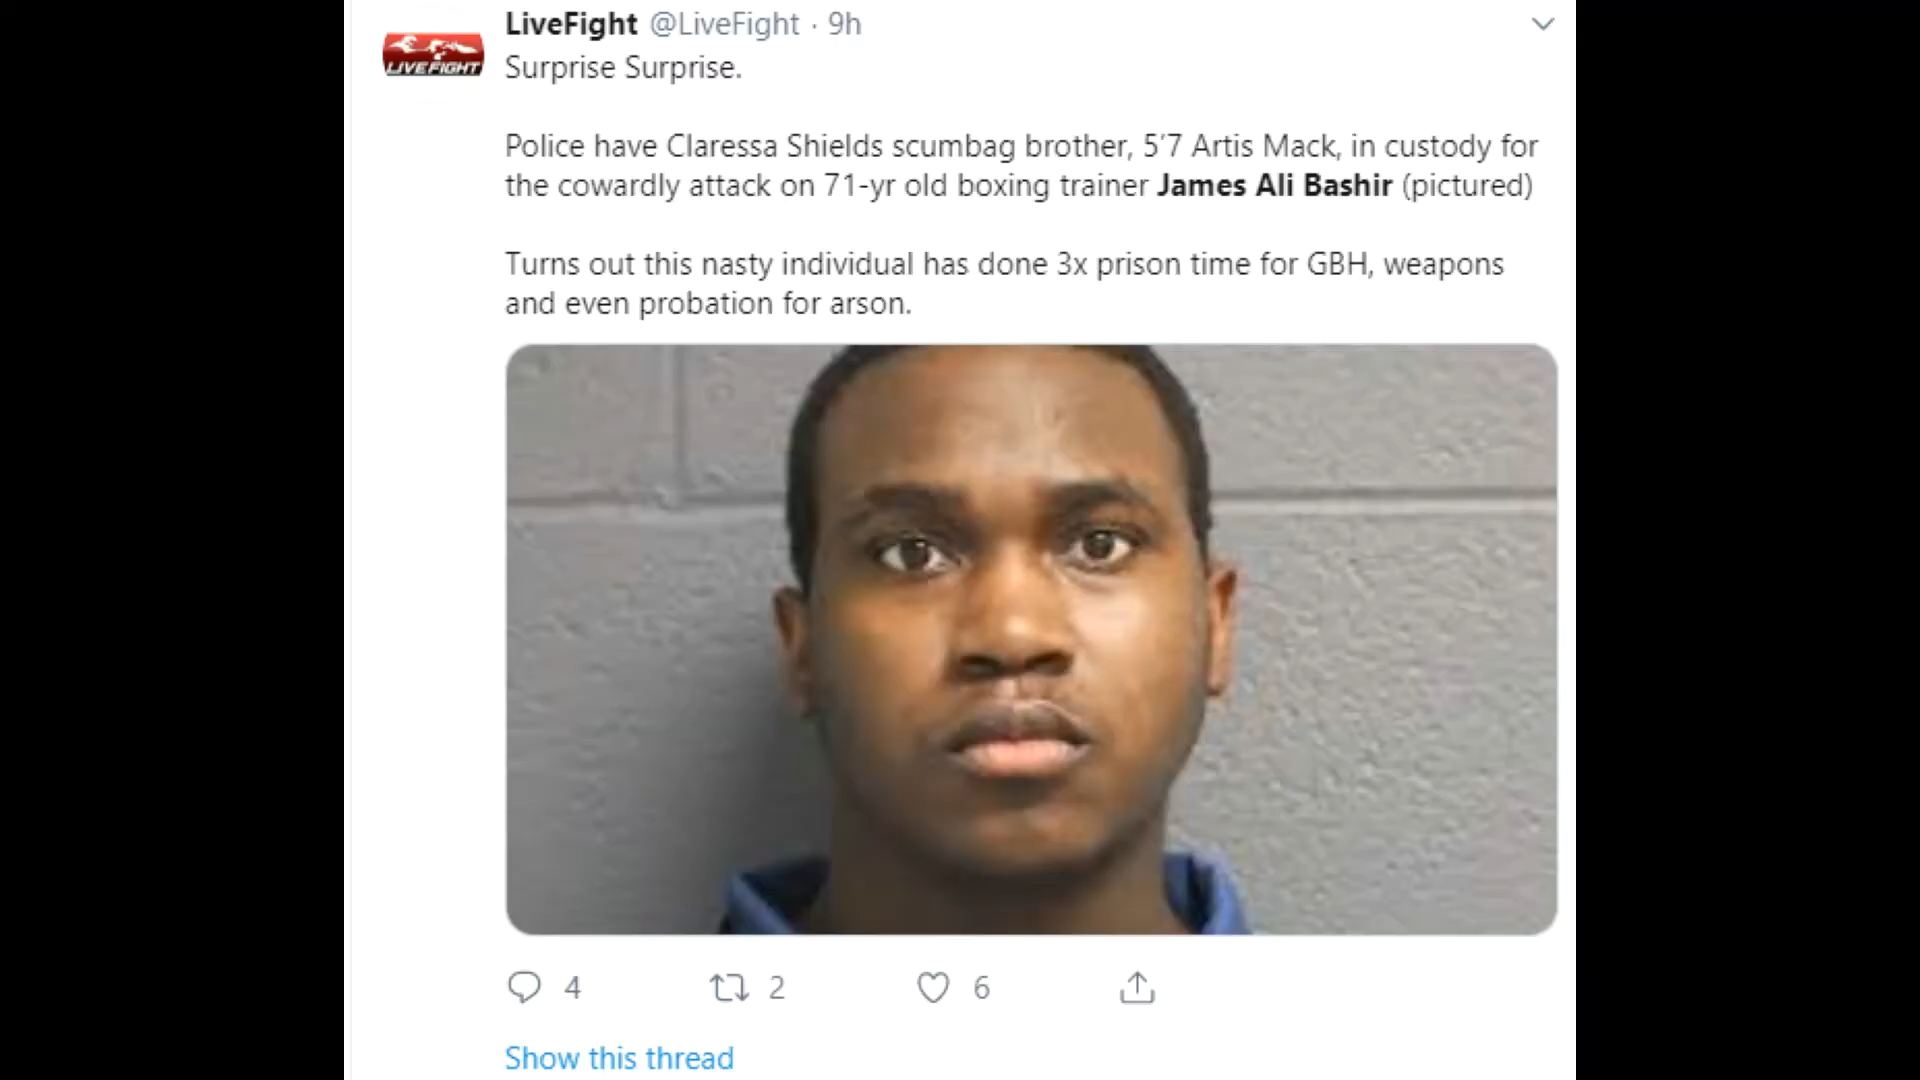 LiveFight @LiveFight · 9h
LIVE FIGHT
Surprise Surprise.
Police have Claressa Shields scumbag brother, 5'7 Artis Mack, in custody for
the cowardly attack on 71-yr old boxing trainer James Ali Bashir (pictured)
Turns out this nasty individual has done 3x prison time for GBH, weapons
and even probation for arson.
4 2 6
Show this thread